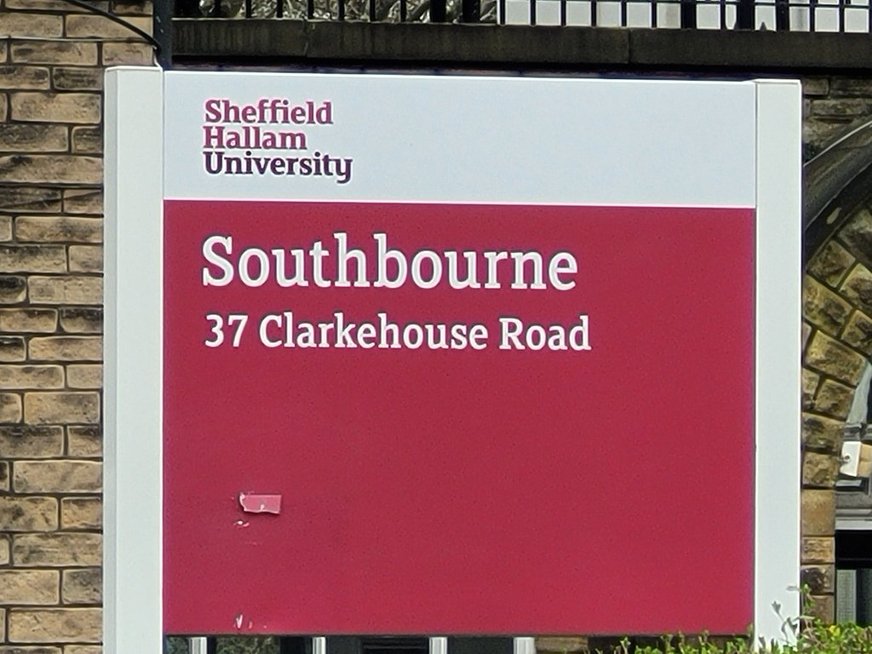 Sheffield
Hallam
University
Southbourne
37 Clarkehouse Road